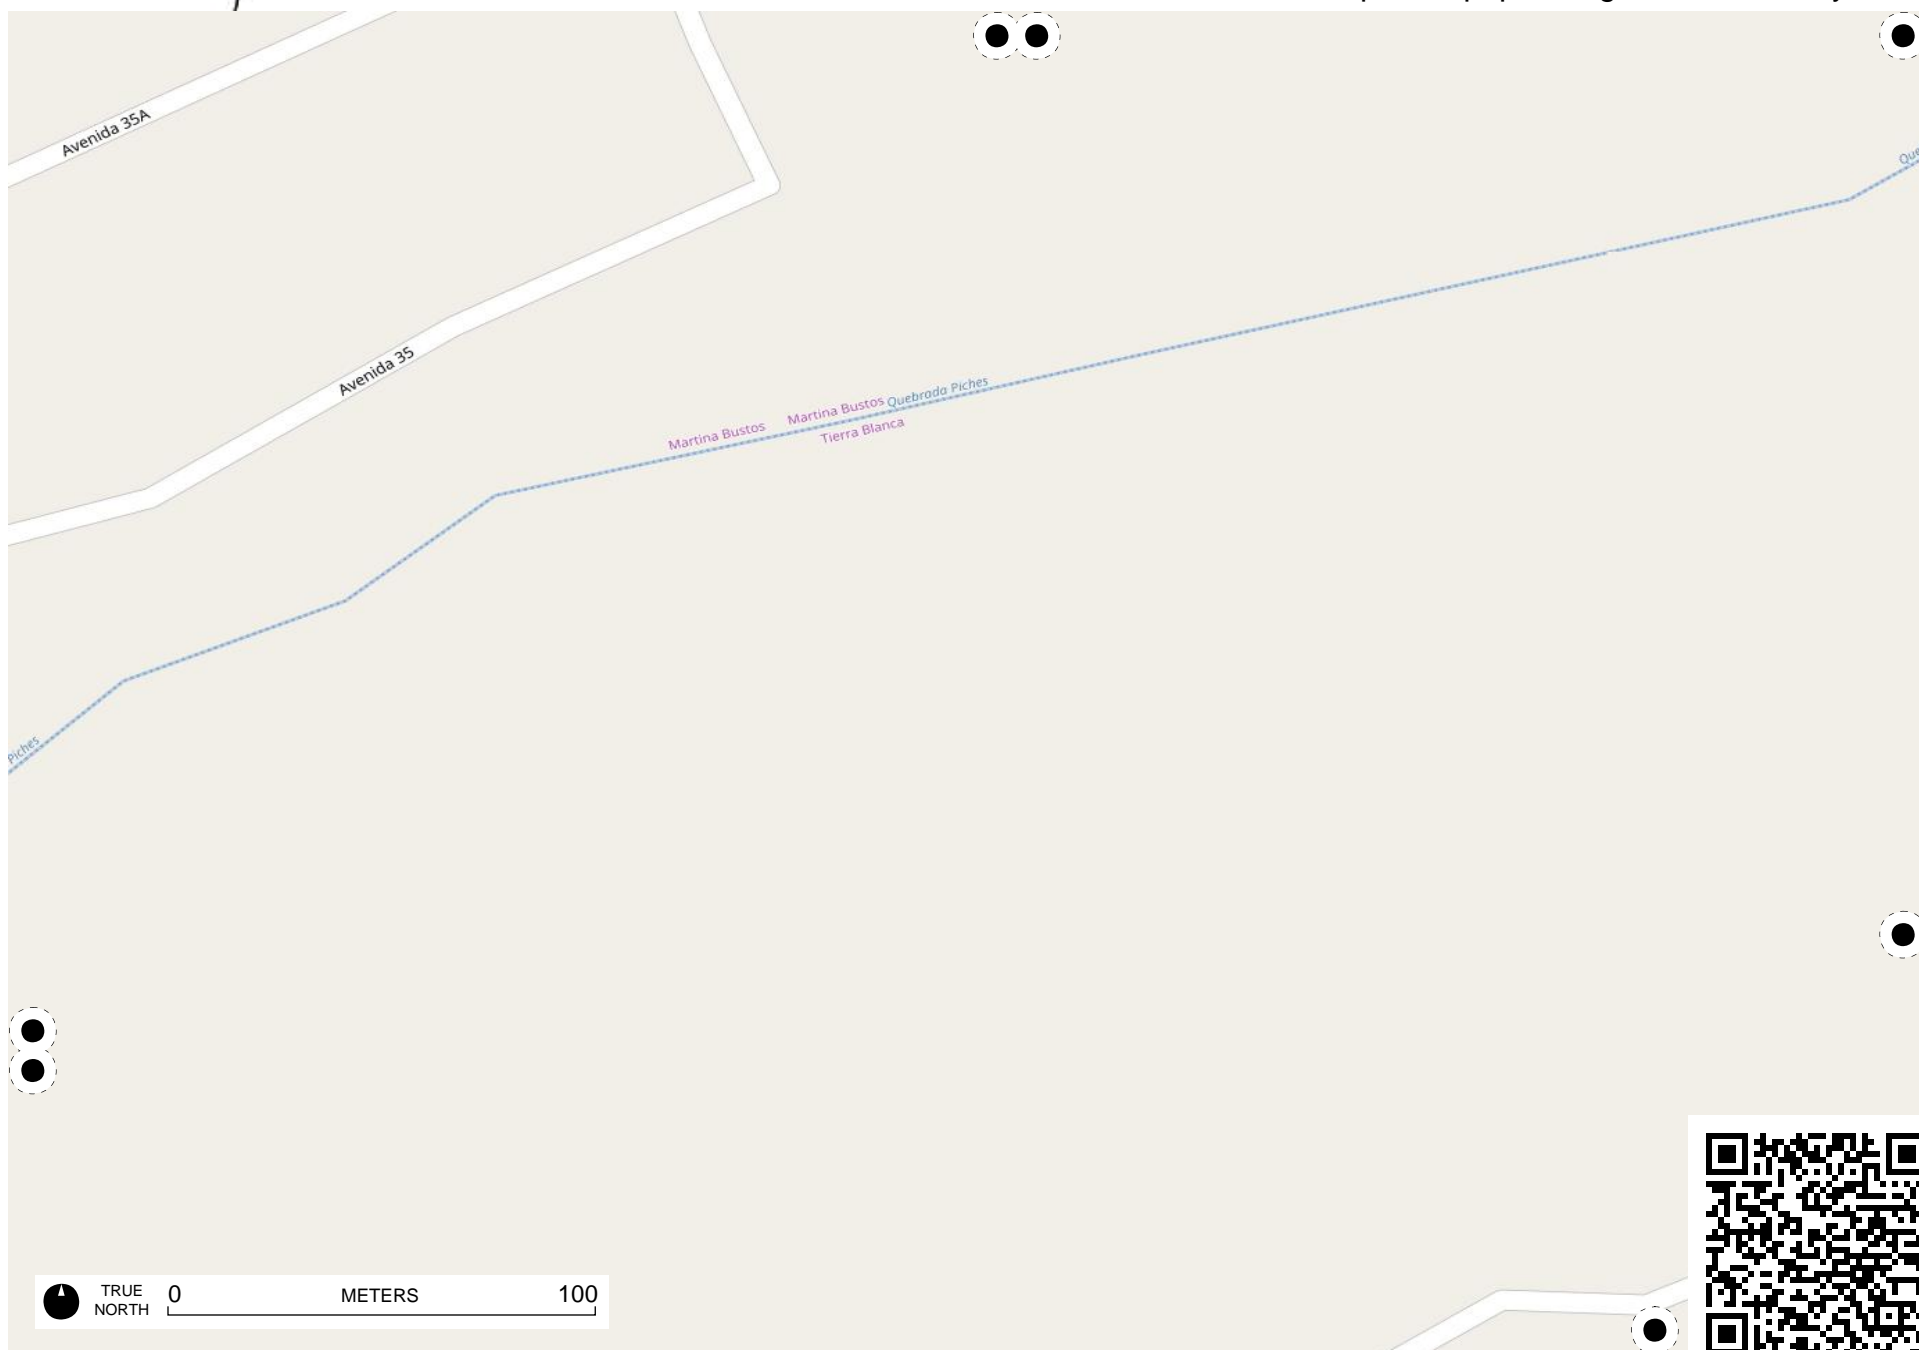 Avenida 35A
Avenida 35
Martina Bustos
Martina Bustos
Quebrada Piches
Tierra Blanca
Piches
TRUE
NORTH
0 METERS 100